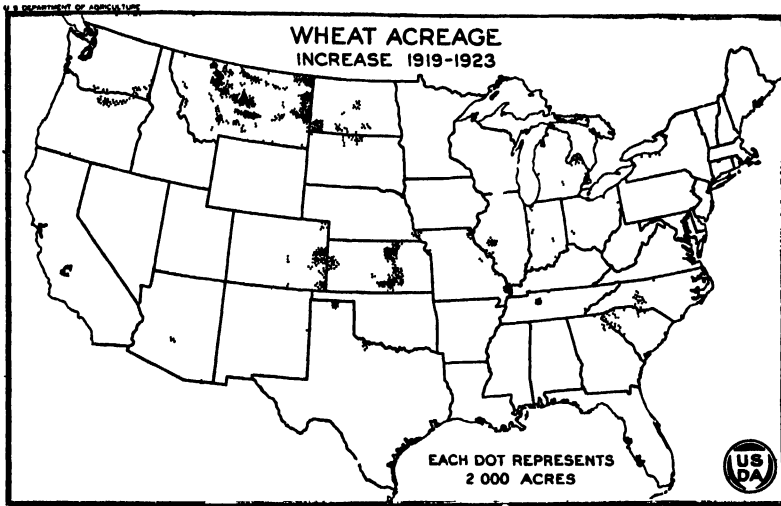 U S DEPARTMENT OF AGRICULTURE
WHEAT ACREAGE
INCREASE 1919-1923
EACH DOT REPRESENTS
2 000 ACRES
US
DA